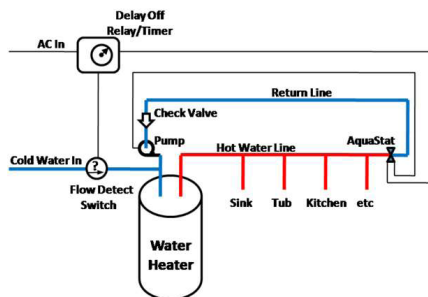 Delay Off
Relay/Timer
AC In
Return Line
Check Valve
Pump
Hot Water Line
AquaStat
Cold Water In
?
Flow Detect
Switch
Sink
Tub
Kitchen
etc
Water
Heater